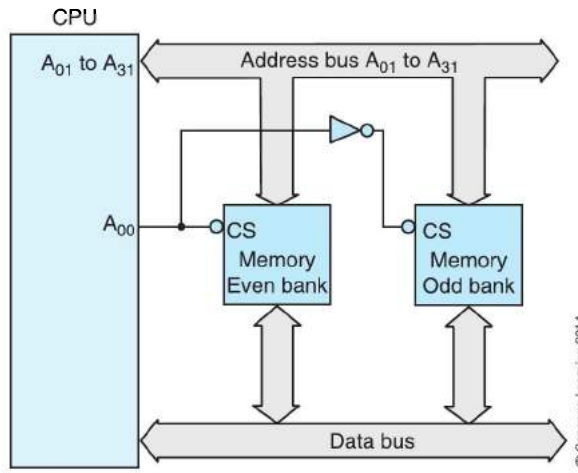 CPU
A₀₁ to A₃₁
Address bus A₀₁ to A₃₁
A₀₀
CS
Memory
Even bank
CS
Memory
Odd bank
Data bus